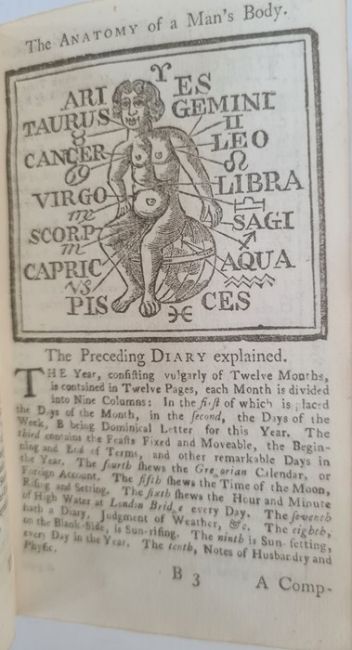 The ANATOMY of a Man's Body.
♈
ARI ES
TAURUS GEMINI
♉ ♊
CANCER LEO
♋ ♌
VIRGO LIBRA
♍ ♎
SCORP SAGI
♏ ♐
CAPRIC AQUA
♑ ♒
PIS ♓ CES
The Preceding DIARY explained.
THE Year, conſiſting vulgarly of Twelve Months,
is contained in Twelve Pages, each Month is divided
into Nine Columns: In the firſt of which is placed
the Days of the Month, in the ſecond, the Days of the
Week, B being Dominical Letter for this Year. The
third contains the Feaſts Fixed and Moveable, the Begin-
ning and End of Terms, and other remarkable Days in
the Year. The fourth ſhews the Gregorian Calendar, or
Foreign Account. The fifth ſhews the Time of the Moon,
Riſing and Setting. The ſixth ſhews the Hour and Minute
of High Water at London Bridge every Day. The ſeventh
hath a Diary, Judgment of Weather, &c. The eighth,
on the Blank-Side, is Sun-riſing. The ninth is Sun-ſetting,
every Day in the Year. The tenth, Notes of Husbandry and
Phyſic.
B 3 A Comp-